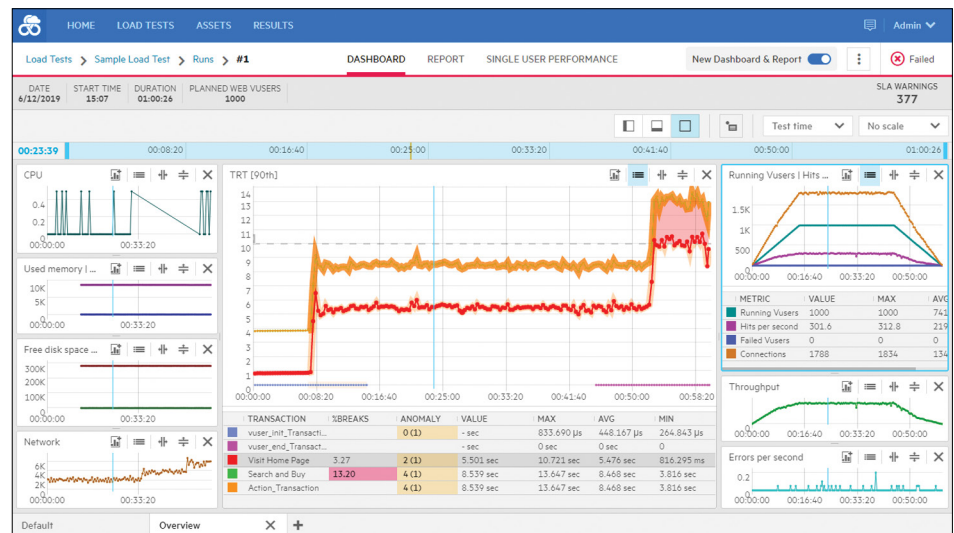 HOME LOAD TESTS ASSETS RESULTS Admin
Load Tests > Sample Load Test > Runs > #1 DASHBOARD REPORT SINGLE USER PERFORMANCE New Dashboard & Report Failed
DATE START TIME DURATION PLANNED WEB VUSERS SLA WARNINGS
6/12/2019 15:07 01:00:26 1000 377
Test time No scale
00:23:39 00:08:20 00:16:40 00:25:00 00:33:20 00:41:40 00:50:00 01:00:26
CPU
0.4
0.2
0
00:00:00 00:33:20
Used memory | ...
10K
5K
0
00:00:00 00:33:20
Free disk space ...
300K
200K
100K
0
00:00:00 00:33:20
Network
6K
4K
2K
0
00:00:00 00:33:20
TRT [90th]
14
13
12
11
10
9
8
7
6
5
4
3
2
1
0
00:00:00 00:08:20 00:16:40 00:25:00 00:33:20 00:41:40 00:50:00 00:58:20
TRANSACTION %BREAKS ANOMALY VALUE MAX AVG MIN
vuser_init_Transacti... 0 (1) - sec 833.690 µs 448.167 µs 264.843 µs
vuser_end_Transact... - sec 0 sec 0 sec 0
Visit Home Page 3.27 2 (1) 5.501 sec 10.721 sec 5.476 sec 816.295 ms
Search and Buy 13.20 4 (1) 8.539 sec 13.647 sec 8.468 sec 3.816 sec
Action_Transaction 4 (1) 8.539 sec 13.647 sec 8.468 sec 3.816 sec
Running Vusers | Hits ...
1.5K
1K
500
0
00:00:00 00:16:40 00:33:20 00:50:00
METRIC VALUE MAX AVG
Running Vusers 1000 1000 741
Hits per second 301.6 312.8 219
Failed Vusers 0 0 0
Connections 1788 1834 134
Throughput
0
00:00:00 00:16:40 00:33:20 00:50:00
Errors per second
0.2
0
00:00:00 00:16:40 00:33:20 00:50:00
Default Overview